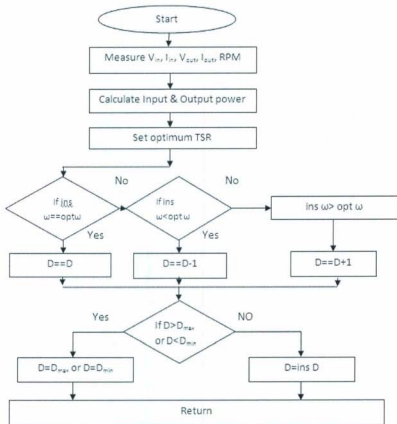 Start
Measure Vin, Iin, Vout, Iout, RPM
Calculate Input & Output power
Set optimum TSR
No
No
If ins
ω==optω
if ins
ω<opt ω
ins ω> opt ω
Yes
Yes
D==D
D==D-1
D==D+1
Yes
If D>Dmax
or D<Dmin
NO
D=Dmax or D=Dmin
D=ins D
Return